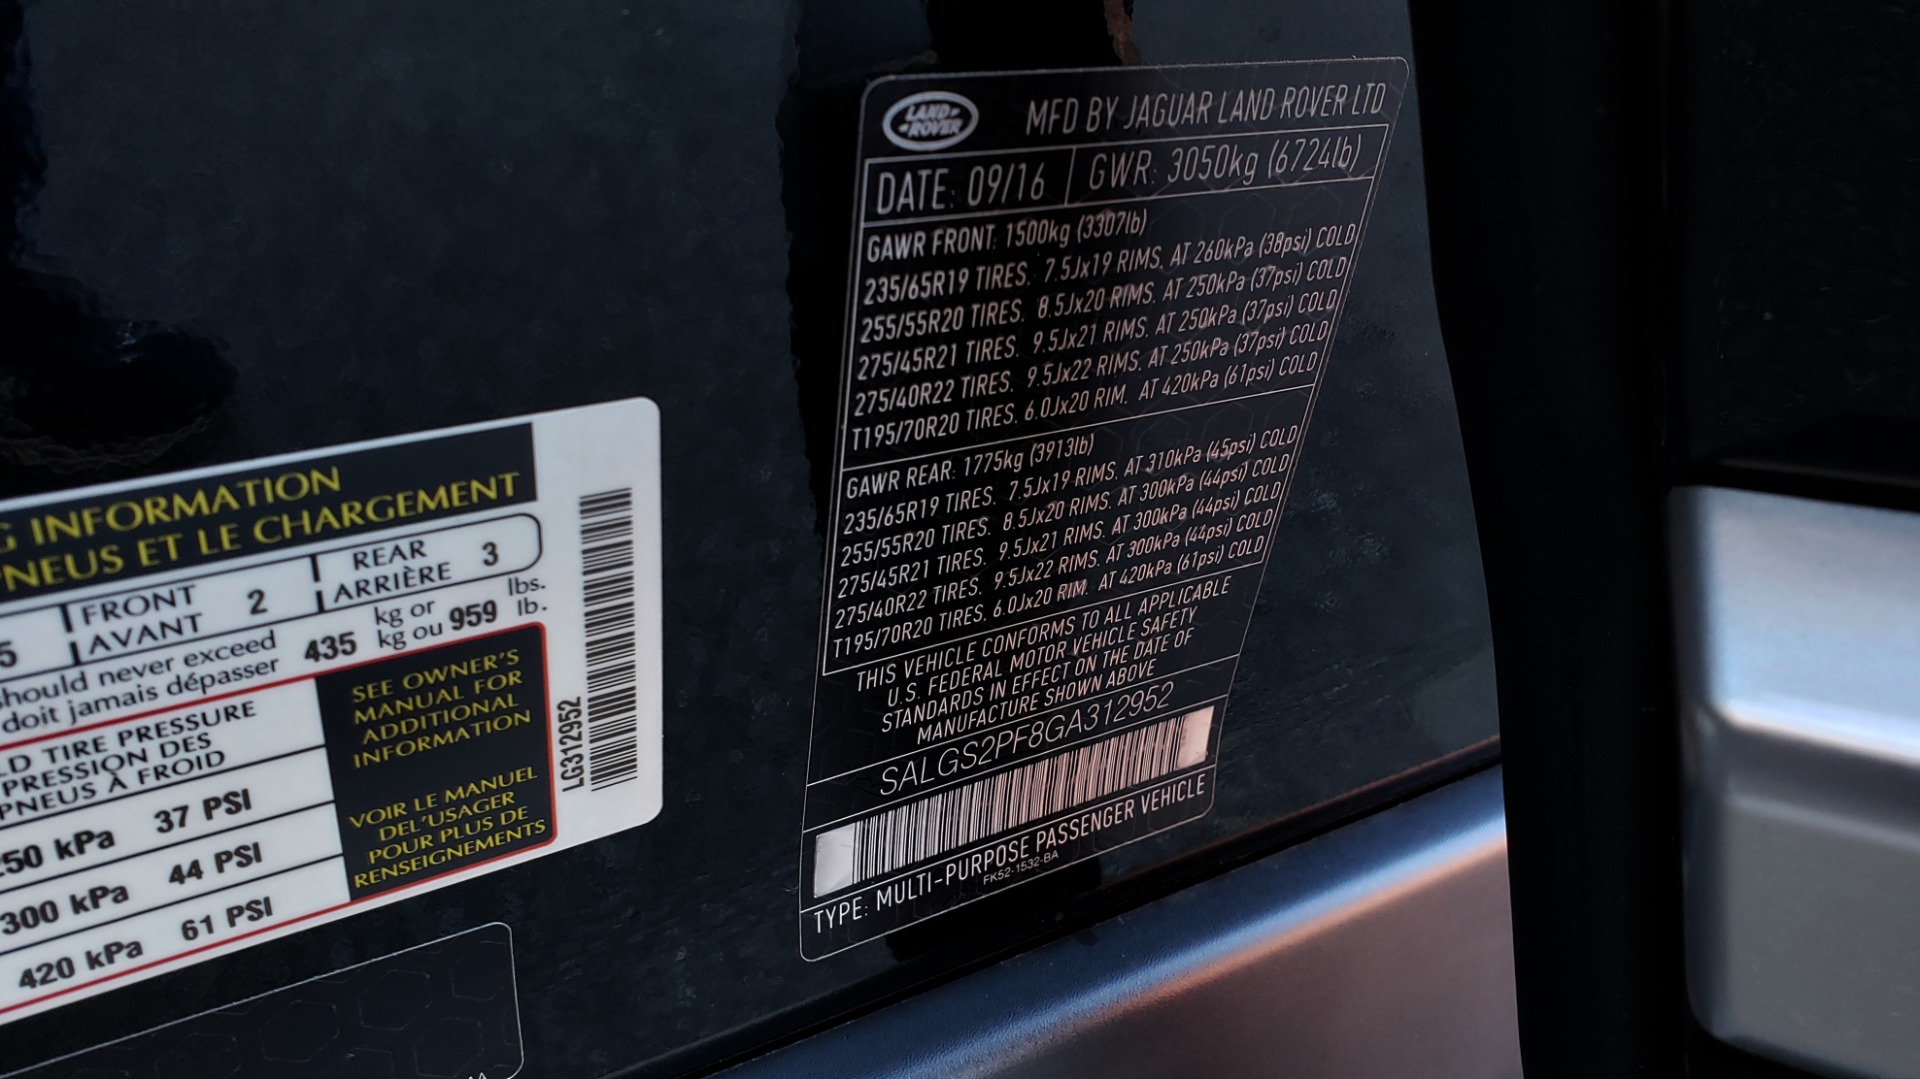 LAND ROVER
MFD BY JAGUAR LAND ROVER LTD
DATE: 09/16 GWR: 3050kg (6724lb)
GAWR FRONT: 1500kg (3307lb)
235/65R19 TIRES. 7.5Jx19 RIMS. AT 260kPa (38psi) COLD
255/55R20 TIRES. 8.5Jx20 RIMS. AT 250kPa (37psi) COLD
275/45R21 TIRES. 9.5Jx21 RIMS. AT 250kPa (37psi) COLD
275/40R22 TIRES. 9.5Jx22 RIMS. AT 250kPa (37psi) COLD
T195/70R20 TIRES. 6.0Jx20 RIM. AT 420kPa (61psi) COLD
GAWR REAR: 1775kg (3913lb)
235/65R19 TIRES. 7.5Jx19 RIMS. AT 310kPa (45psi) COLD
255/55R20 TIRES. 8.5Jx20 RIMS. AT 300kPa (44psi) COLD
275/45R21 TIRES. 9.5Jx21 RIMS. AT 300kPa (44psi) COLD
275/40R22 TIRES. 9.5Jx22 RIMS. AT 300kPa (44psi) COLD
T195/70R20 TIRES. 6.0Jx20 RIM. AT 420kPa (61psi) COLD
THIS VEHICLE CONFORMS TO ALL APPLICABLE
U.S. FEDERAL MOTOR VEHICLE SAFETY
STANDARDS IN EFFECT ON THE DATE OF
MANUFACTURE SHOWN ABOVE
SALGS2PF8GA312952
TYPE: MULTI-PURPOSE PASSENGER VEHICLE
FK52-1532-BA
G INFORMATION
PNEUS ET LE CHARGEMENT
5 FRONT AVANT 2 REAR ARRIÈRE 3
should never exceed
doit jamais dépasser 435 kg or kg ou 959 lbs. lb.
LD TIRE PRESSURE
PRESSION DES
PNEUS À FROID
250 kPa 37 PSI
300 kPa 44 PSI
420 kPa 61 PSI
SEE OWNER'S
MANUAL FOR
ADDITIONAL
INFORMATION
VOIR LE MANUEL
DEL'USAGER
POUR PLUS DE
RENSEIGNEMENTS
LG312952